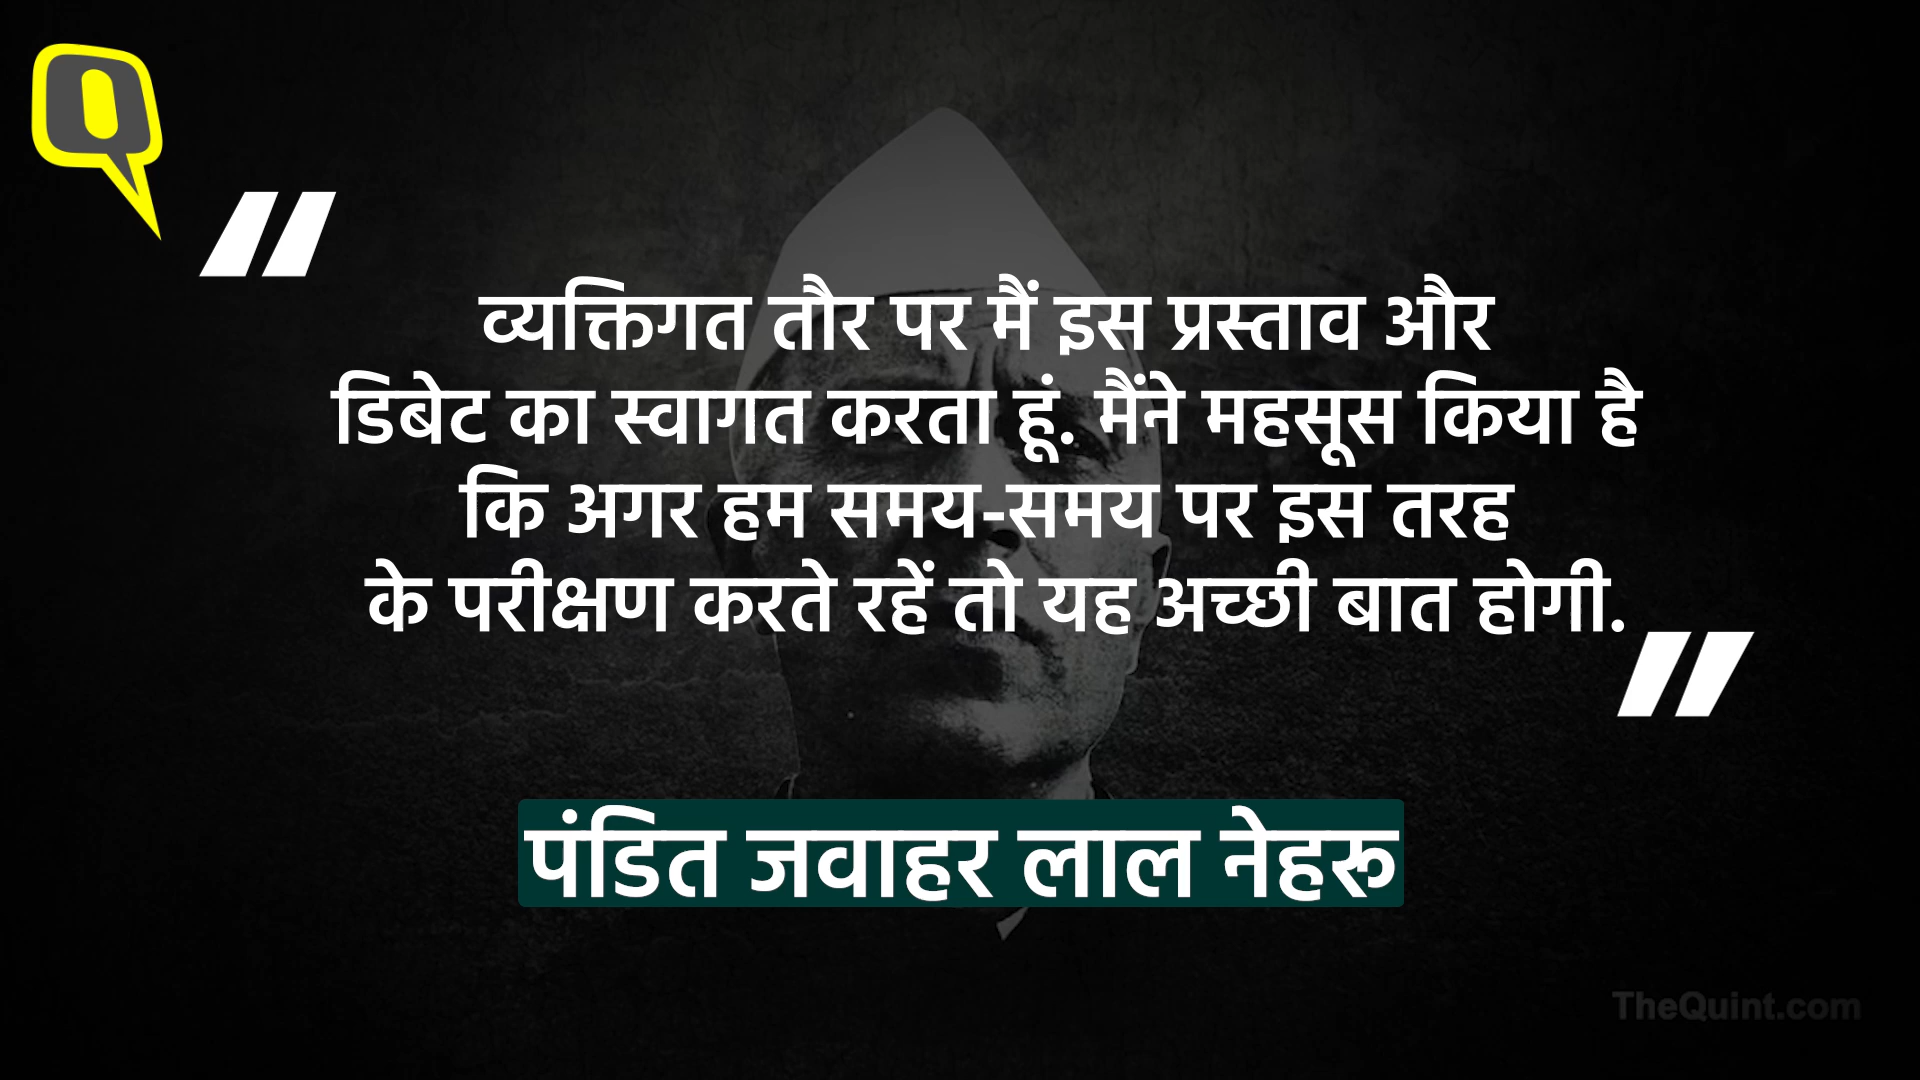 व्यक्तिगत तौर पर मैं इस प्रस्ताव और
डिबेट का स्वागत करता हूं. मैंने महसूस किया है
कि अगर हम समय-समय पर इस तरह
के परीक्षण करते रहें तो यह अच्छी बात होगी.
पंडित जवाहर लाल नेहरू
TheQuint.com